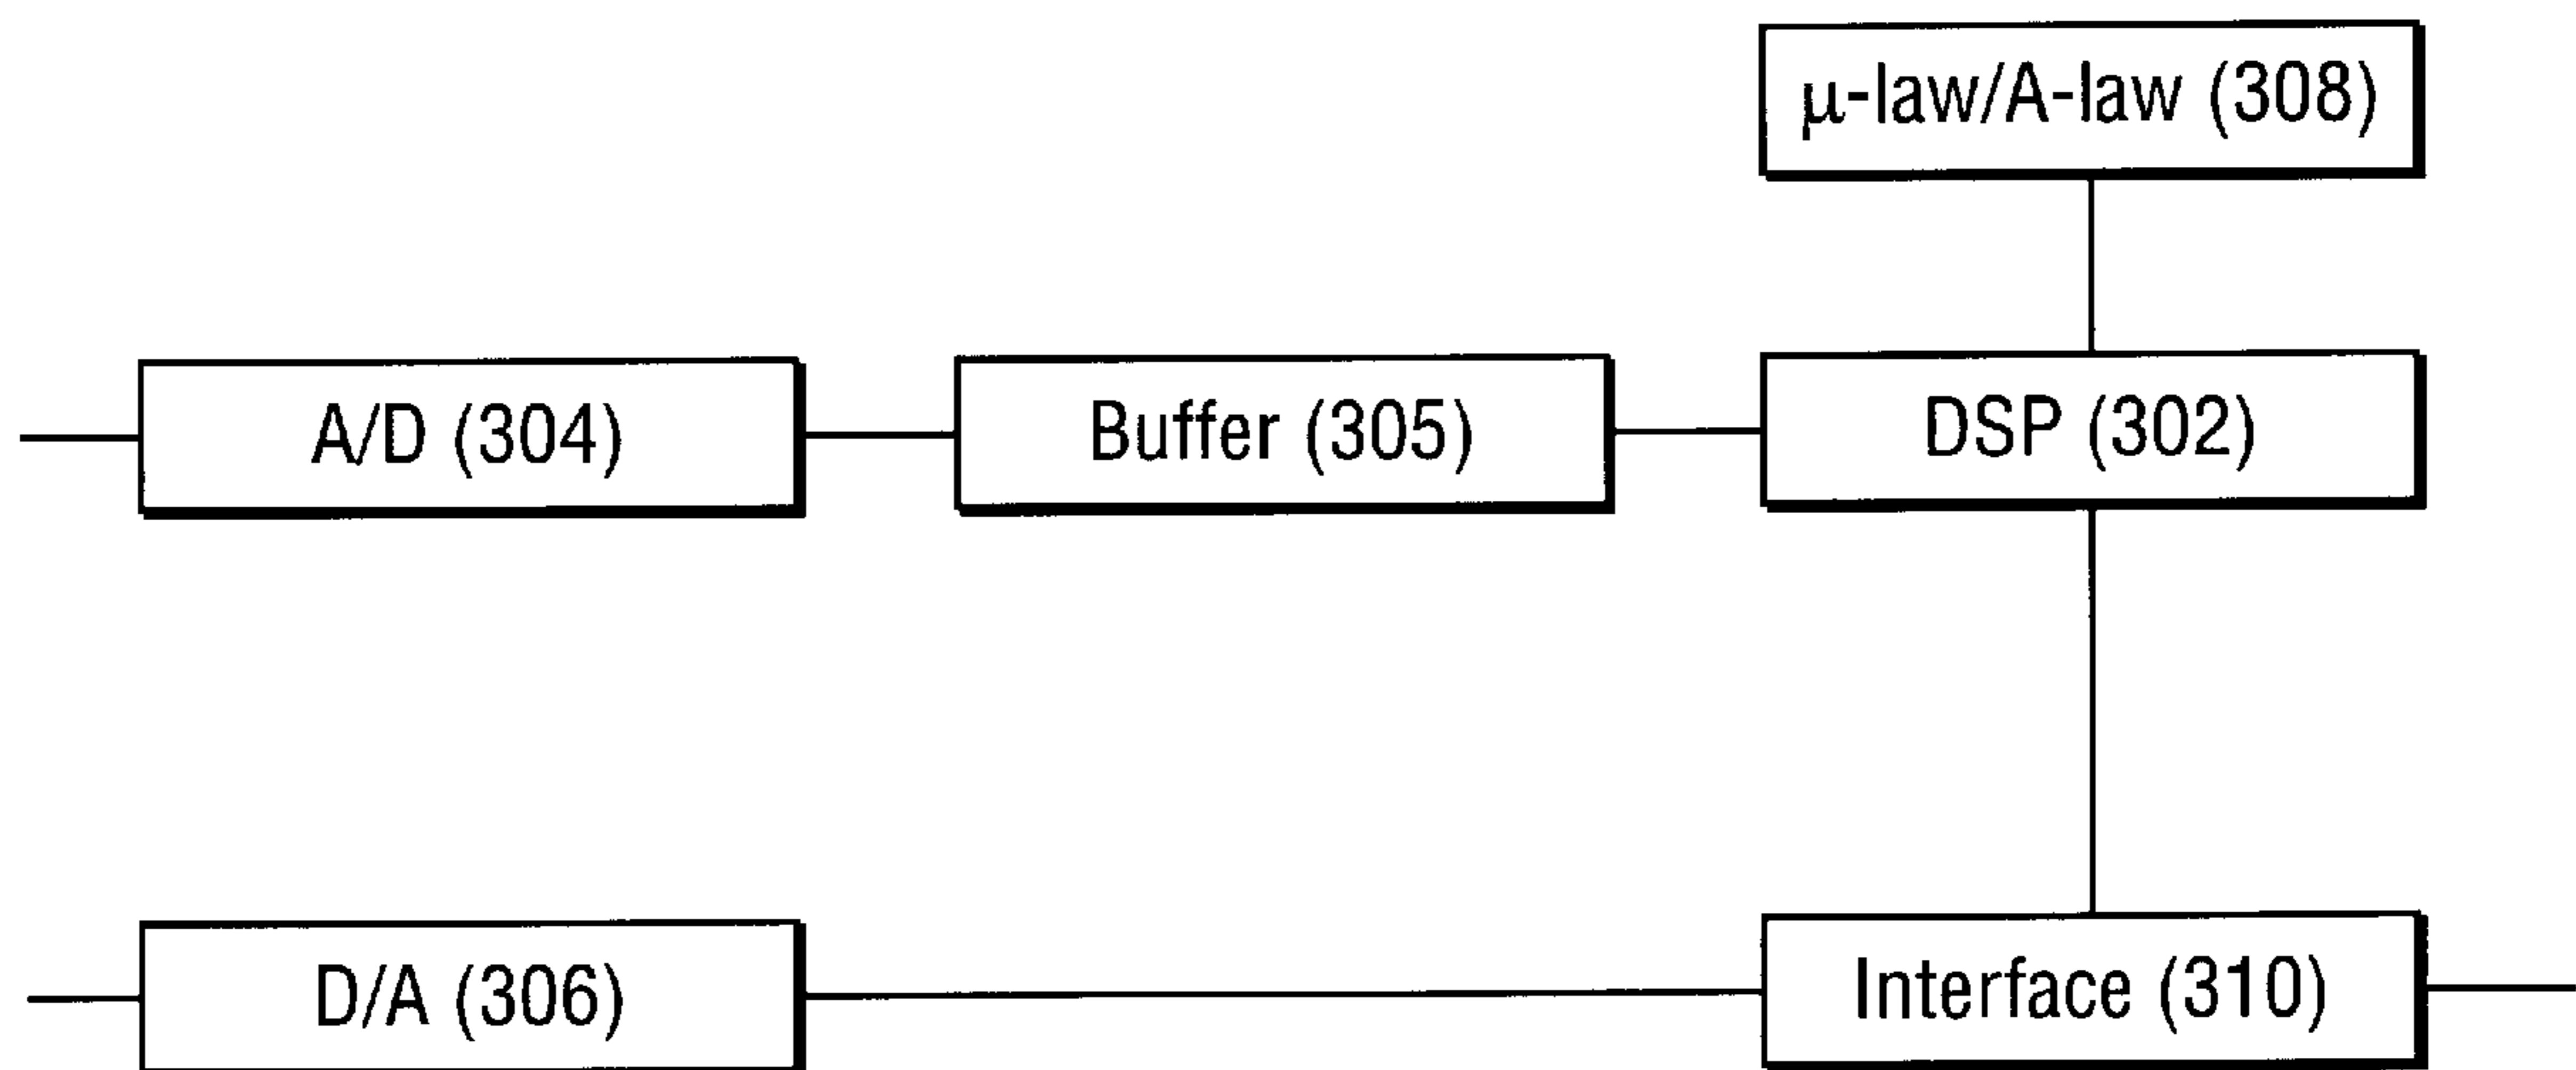 μ-law/A-law (308)
A/D (304)
Buffer (305)
DSP (302)
D/A (306)
Interface (310)